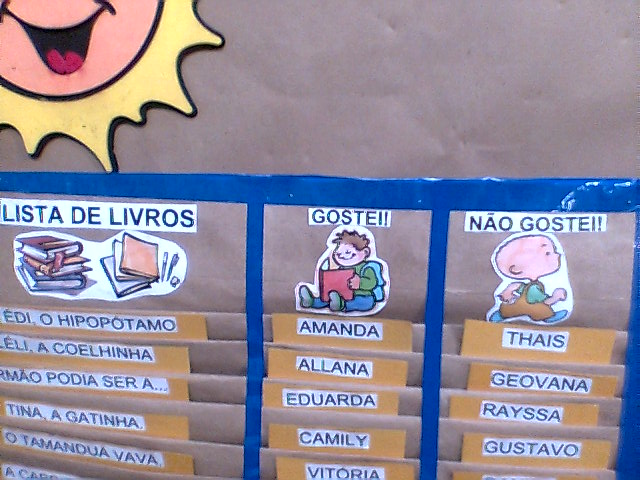 LISTA DE LIVROS
ÉDI, O HIPOPÓTAMO
LÉLI, A COELHINHA
RMÃO PODIA SER A...
TINA, A GATINHA.
O TAMANDUÁ VAVÁ.
GOSTEI!!
AMANDA
ALLANA
EDUARDA
CAMILY
VITÓRIA
NÃO GOSTEI!!
THAIS
GEOVANA
RAYSSA
GUSTAVO